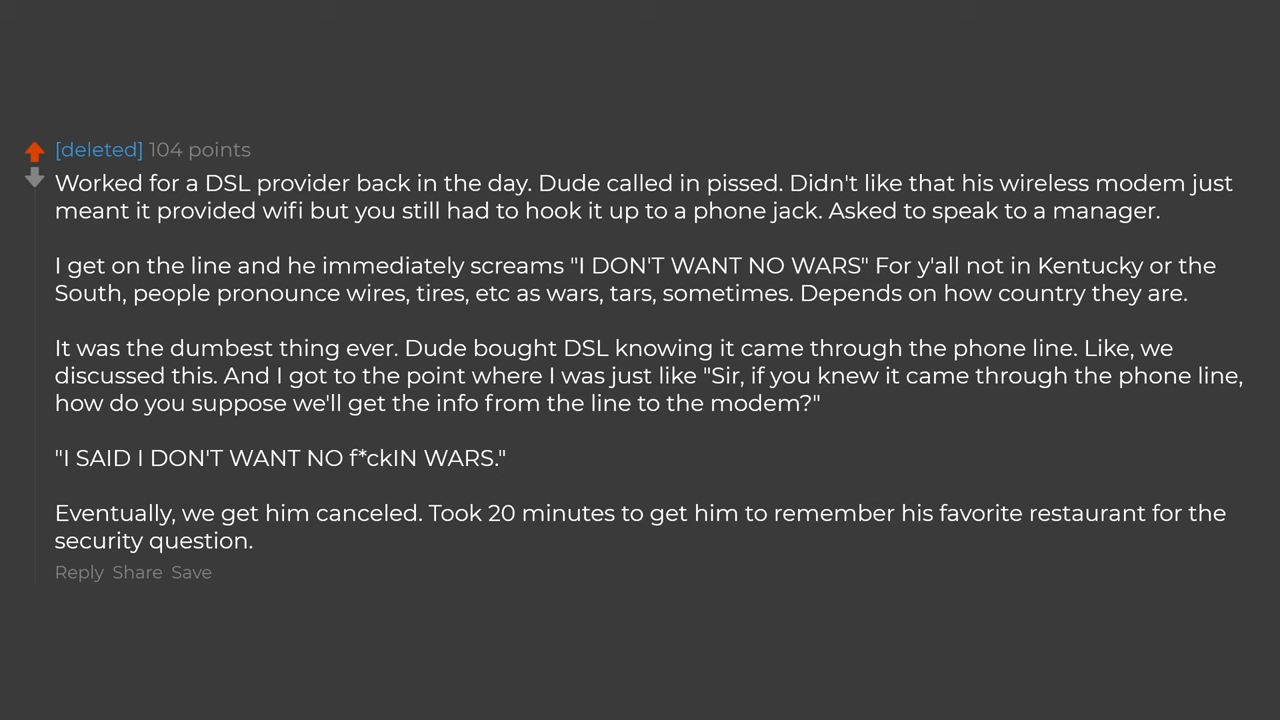 [deleted] 104 points
Worked for a DSL provider back in the day. Dude called in pissed. Didn't like that his wireless modem just
meant it provided wifi but you still had to hook it up to a phone jack. Asked to speak to a manager.
I get on the line and he immediately screams "I DON'T WANT NO WARS" For y'all not in Kentucky or the
South, people pronounce wires, tires, etc as wars, tars, sometimes. Depends on how country they are.
It was the dumbest thing ever. Dude bought DSL knowing it came through the phone line. Like, we
discussed this. And I got to the point where I was just like "Sir, if you knew it came through the phone line,
how do you suppose we'll get the info from the line to the modem?"
"I SAID I DON'T WANT NO f*ckIN WARS."
Eventually, we get him canceled. Took 20 minutes to get him to remember his favorite restaurant for the
security question.
Reply Share Save